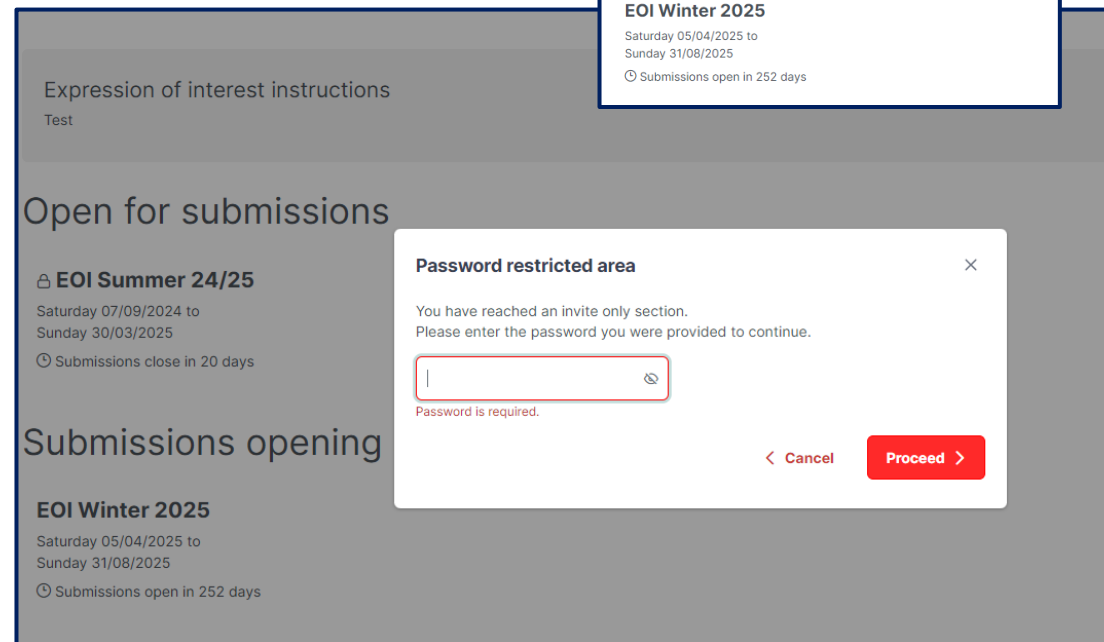 EOI Winter 2025
Saturday 05/04/2025 to
Sunday 31/08/2025
Submissions open in 252 days
Expression of interest instructions
Test
Open for submissions
EOI Summer 24/25
Saturday 07/09/2024 to
Sunday 30/03/2025
Submissions close in 20 days
Password restricted area
You have reached an invite only section.
Please enter the password you were provided to continue.
Password is required.
Cancel
Proceed
Submissions opening
EOI Winter 2025
Saturday 05/04/2025 to
Sunday 31/08/2025
Submissions open in 252 days